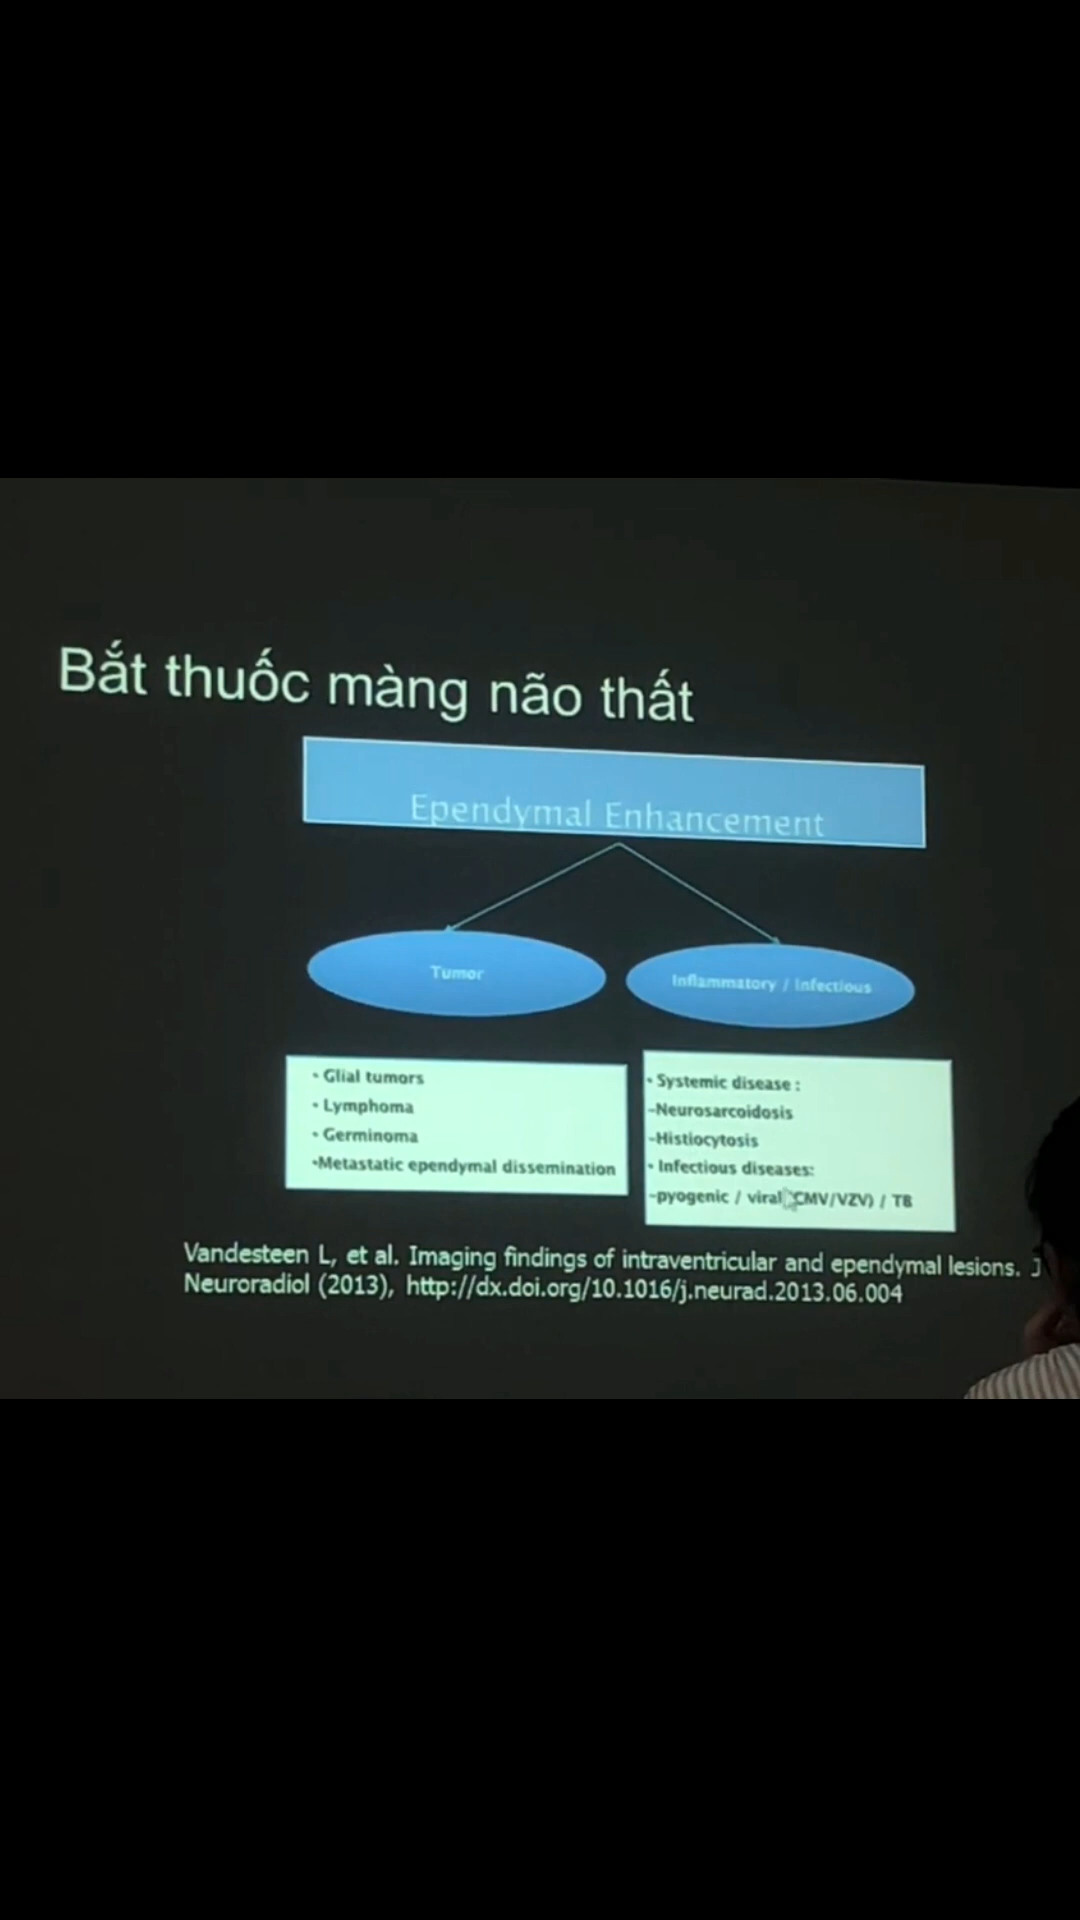 Bắt thuốc màng não thất
Ependymal Enhancement
Tumor
Inflammatory / Infectious
• Glial tumors
• Lymphoma
• Germinoma
•Metastatic ependymal dissemination
• Systemic disease :
-Neurosarcoidosis
-Histiocytosis
• Infectious diseases:
-pyogenic / viral (CMV/VZV) / TB
Vandesteen L, et al. Imaging findings of intraventricular and ependymal lesions. J
Neuroradiol (2013), http://dx.doi.org/10.1016/j.neurad.2013.06.004